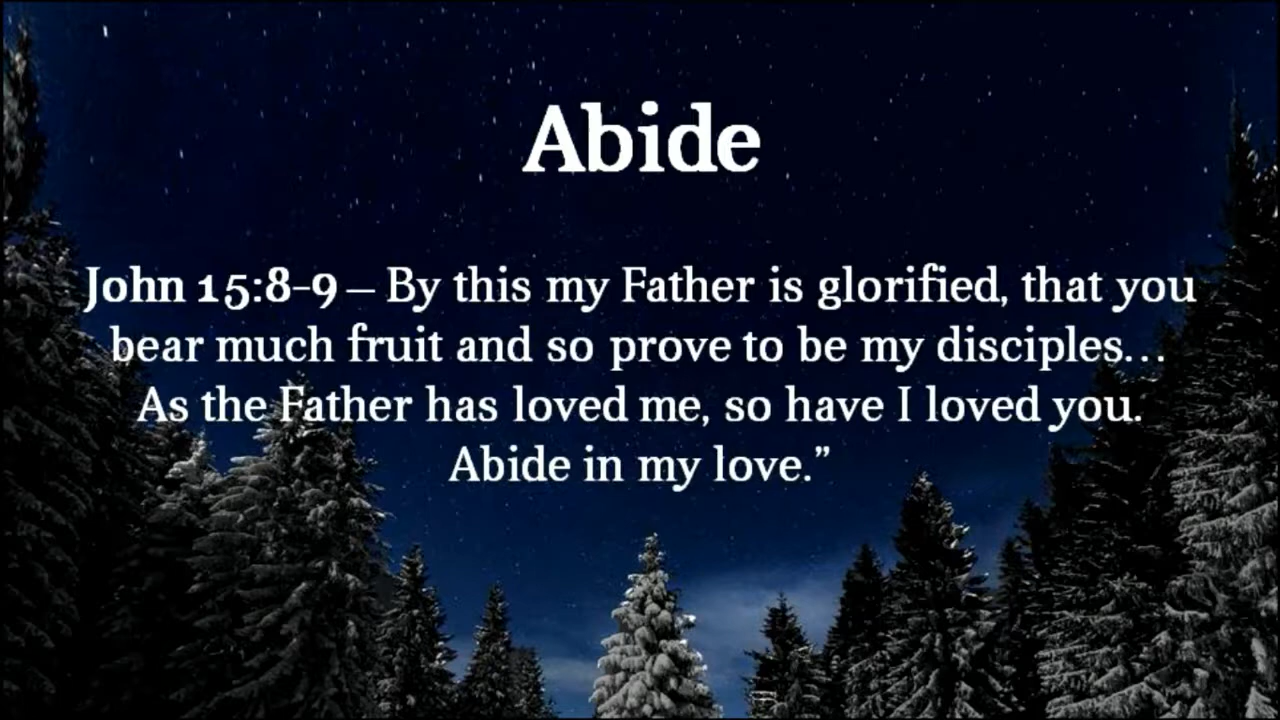 Abide
John 15:8-9 – By this my Father is glorified, that you
bear much fruit and so prove to be my disciples…
As the Father has loved me, so have I loved you.
Abide in my love.”